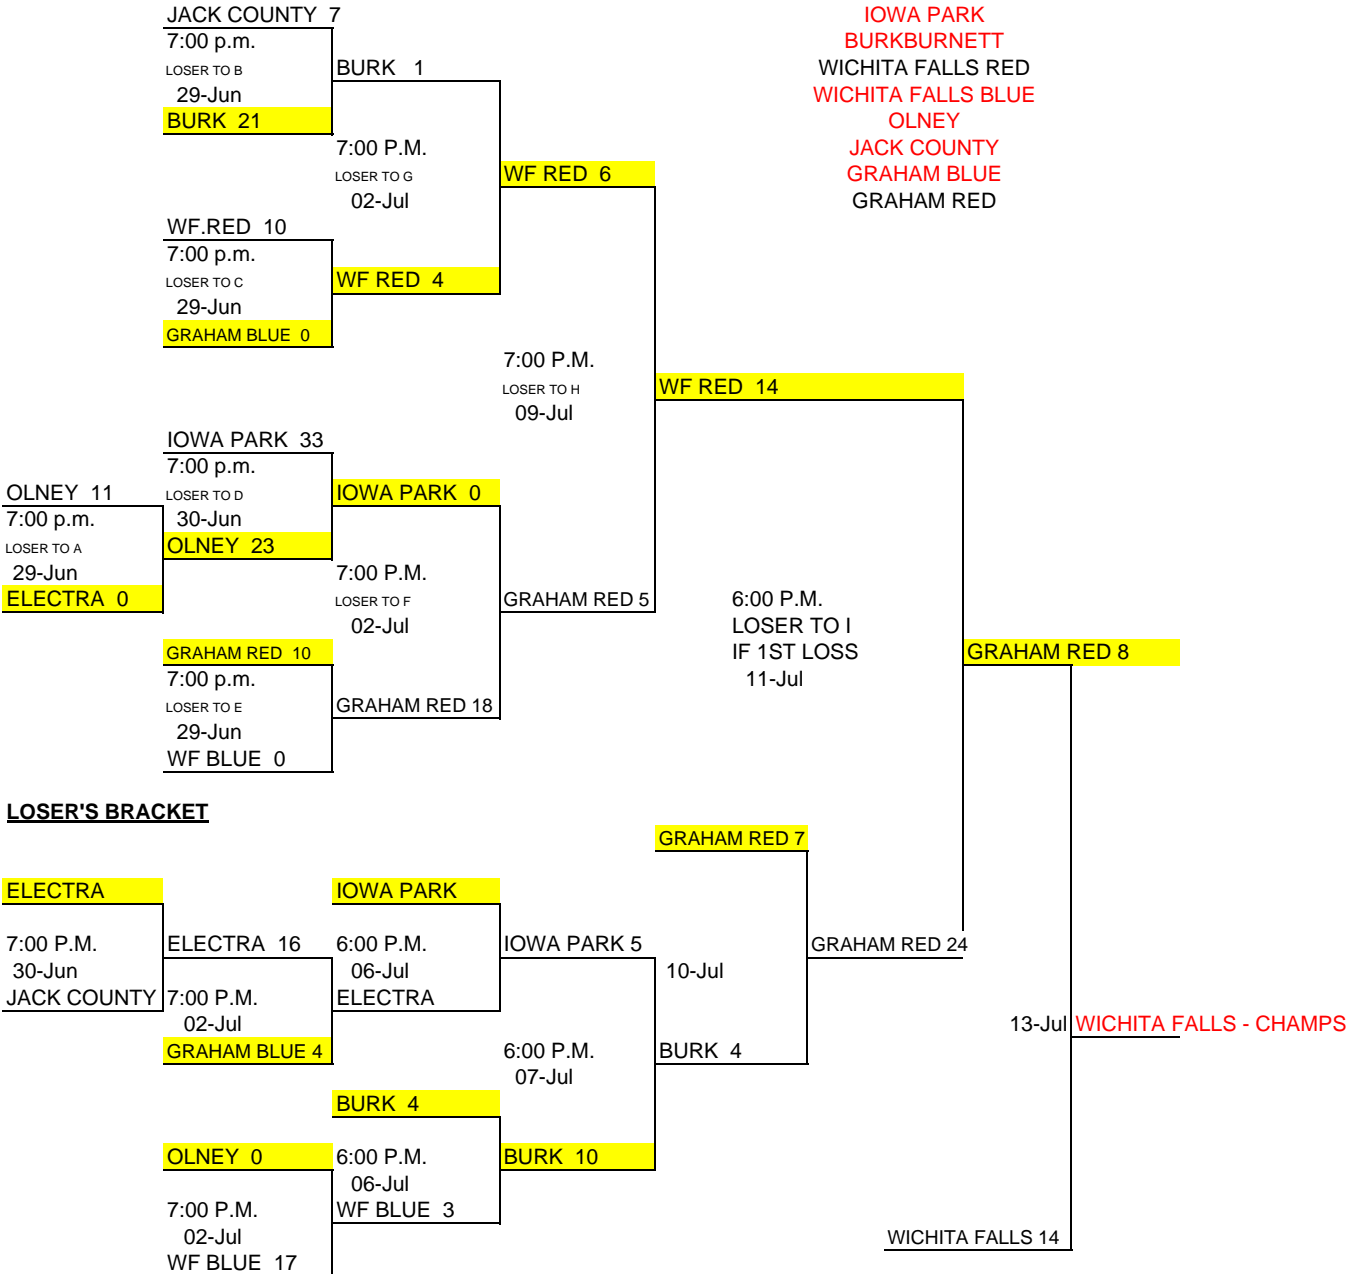 JACK COUNTY 7
7:00 p.m.
LOSER TO B
29-Jun
BURK 21
BURK 1
7:00 P.M.
LOSER TO G
02-Jul
WF.RED 10
7:00 p.m.
LOSER TO C
29-Jun
GRAHAM BLUE 0
WF RED 4
WF RED 6
7:00 P.M.
LOSER TO H
09-Jul
IOWA PARK
BURKBURNETT
WICHITA FALLS RED
WICHITA FALLS BLUE
OLNEY
JACK COUNTY
GRAHAM BLUE
GRAHAM RED
WF RED 14
IOWA PARK 33
7:00 p.m.
LOSER TO D
30-Jun
OLNEY 23
OLNEY 11
7:00 p.m.
LOSER TO A
29-Jun
ELECTRA 0
IOWA PARK 0
7:00 P.M.
LOSER TO F
02-Jul
GRAHAM RED 5
GRAHAM RED 10
7:00 p.m.
LOSER TO E
29-Jun
WF BLUE 0
GRAHAM RED 18
6:00 P.M.
LOSER TO I
IF 1ST LOSS
11-Jul
GRAHAM RED 8
LOSER'S BRACKET
ELECTRA
7:00 P.M.
30-Jun
JACK COUNTY
ELECTRA 16
7:00 P.M.
02-Jul
GRAHAM BLUE 4
IOWA PARK
6:00 P.M.
06-Jul
ELECTRA
IOWA PARK 5
6:00 P.M.
07-Jul
GRAHAM RED 7
10-Jul
BURK 4
GRAHAM RED 24
13-Jul
WICHITA FALLS - CHAMPS
BURK 4
6:00 P.M.
06-Jul
WF BLUE 3
BURK 10
OLNEY 0
7:00 P.M.
02-Jul
WF BLUE 17
WICHITA FALLS 14